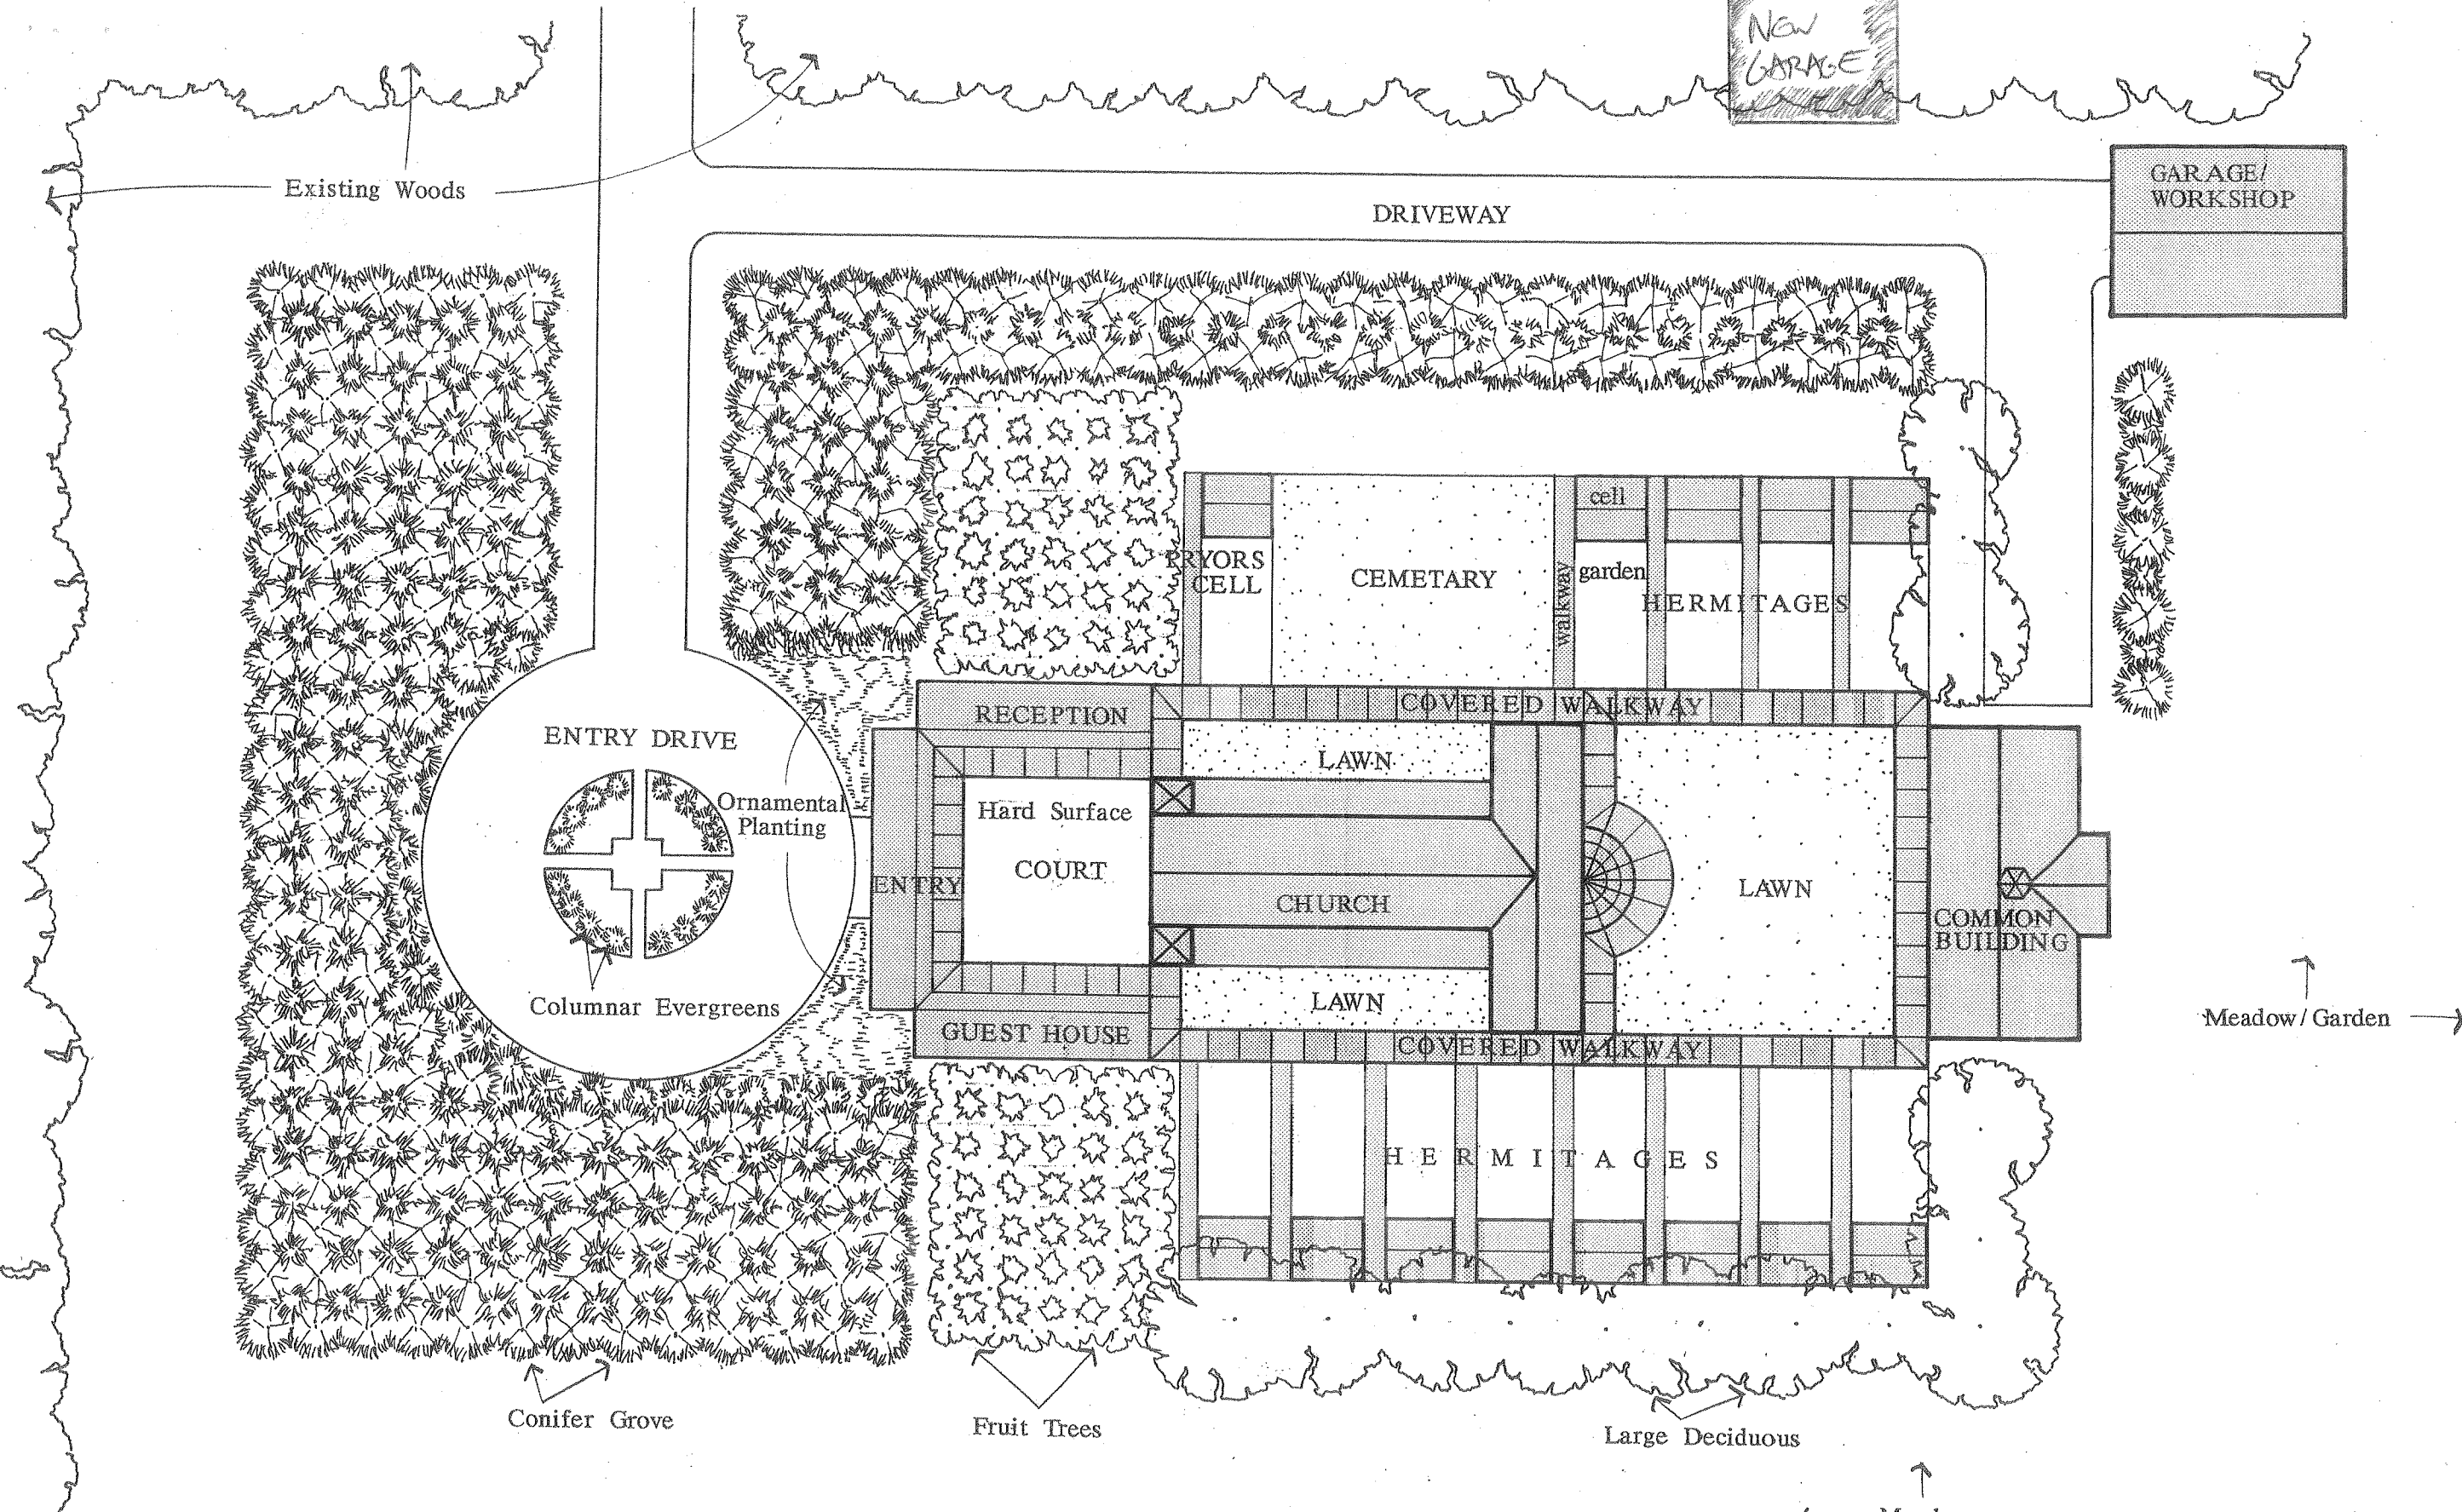 NEW
GARAGE
Existing Woods
GARAGE/
WORKSHOP
DRIVEWAY
cell
PRYORS
CELL
CEMETARY
walkway
garden
HERMITAGES
COVERED WALKWAY
RECEPTION
ENTRY DRIVE
LAWN
Ornamental
Planting
Hard Surface
COURT
ENTRY
CHURCH
LAWN
COMMON
BUILDING
Columnar Evergreens
LAWN
Meadow/Garden
GUEST HOUSE
COVERED WALKWAY
HERMITAGES
Conifer Grove
Fruit Trees
Large Deciduous